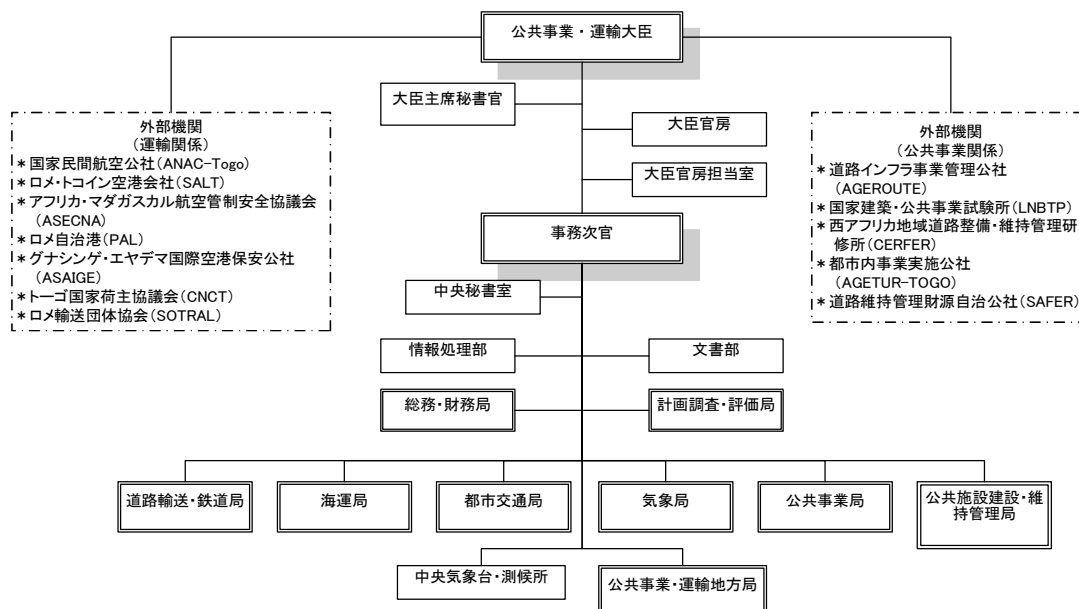 公共事業・運輸大臣
大臣主席秘書官
大臣官房
大臣官房担当室
外部機関
(運輸関係)
*国家民間航空公社(ANAC-Togo)
*ロメ・トコイン空港会社(SALT)
*アフリカ・マダガスカル航空管制安全協議会
(ASECNA)
*ロメ自治港(PAL)
*グナシンゲ・エヤデマ国際空港保安公社
(ASAIGE)
*トーゴ国家荷主協議会(CNCT)
*ロメ輸送団体協会(SOTRAL)
外部機関
(公共事業関係)
*道路インフラ事業管理公社
(AGEROUTE)
*国家建築・公共事業試験所(LNBTP)
*西アフリカ地域道路整備・維持管理研
修所(CERFER)
*都市内事業実施公社
(AGETUR-TOGO)
*道路維持管理財源自治公社(SAFER)
事務次官
中央秘書室
情報処理部
文書部
総務・財務局
計画調査・評価局
道路輸送・鉄道局
海運局
都市交通局
気象局
公共事業局
公共施設建設・維
持管理局
中央気象台・測候所
公共事業・運輸地方局